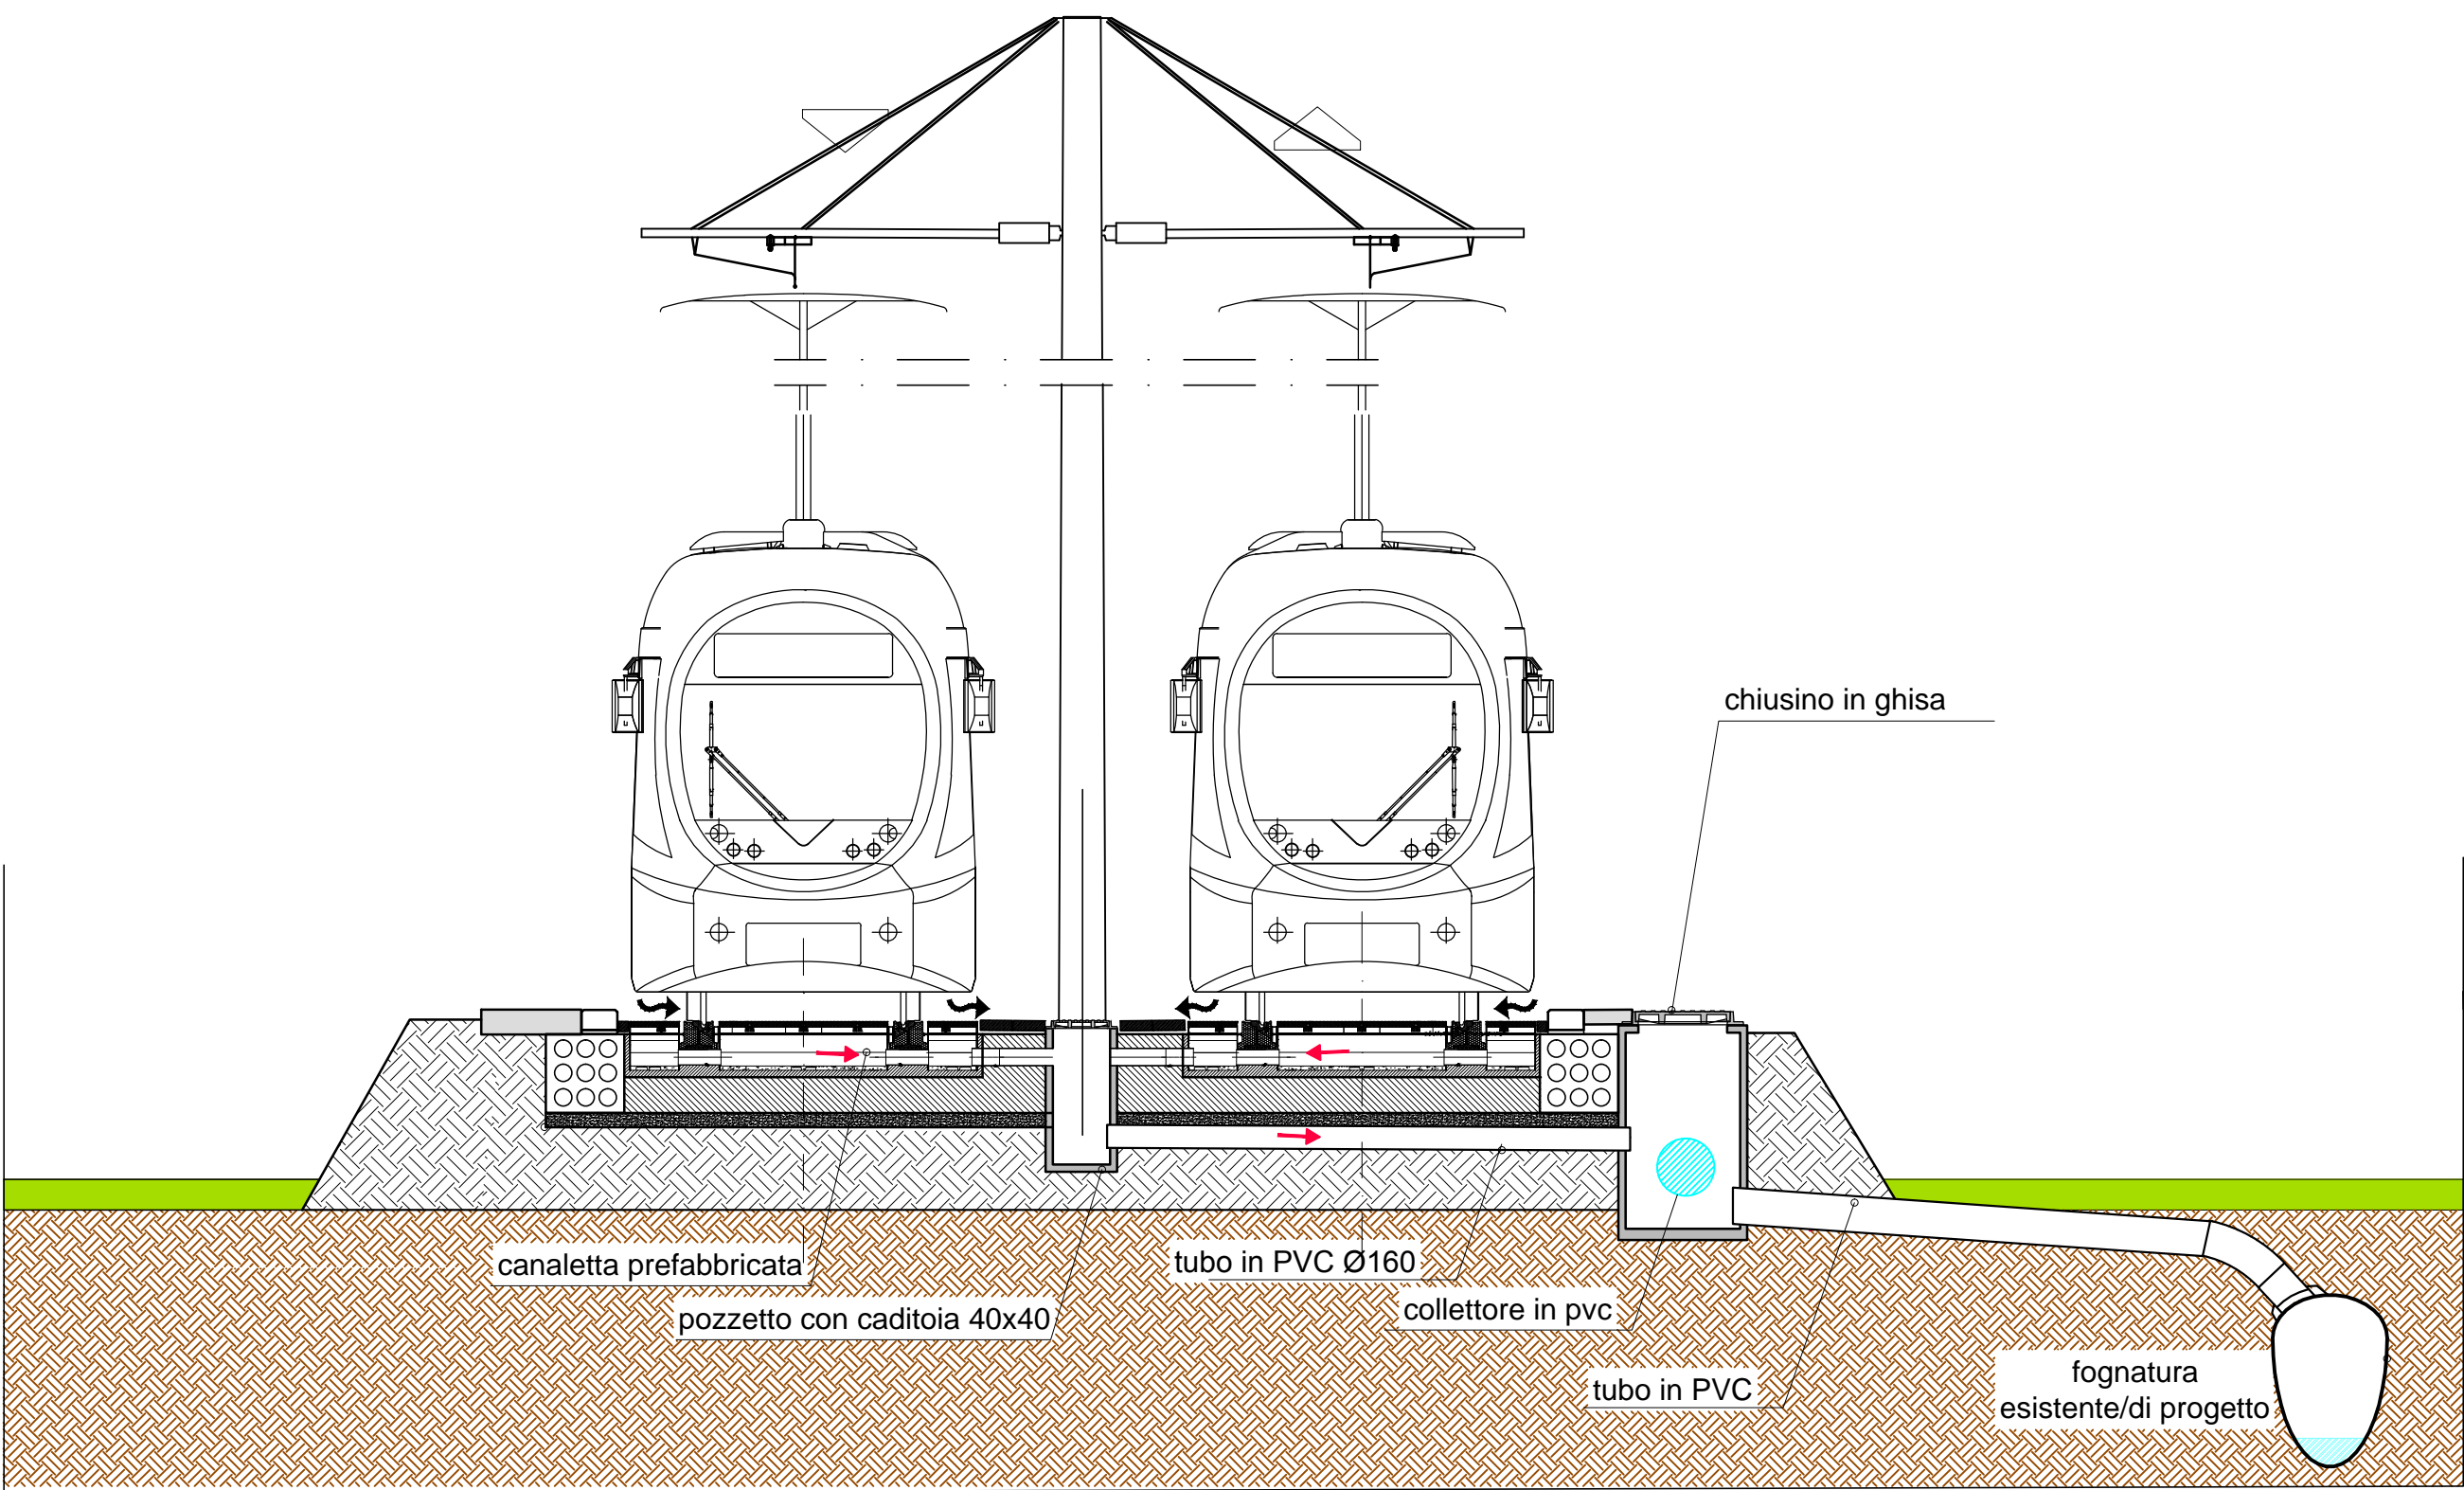 chiusino in ghisa
canaletta prefabbricata
tubo in PVC Ø160
pozzetto con caditoia 40x40
collettore in pvc
tubo in PVC
fognatura
esistente/di progetto